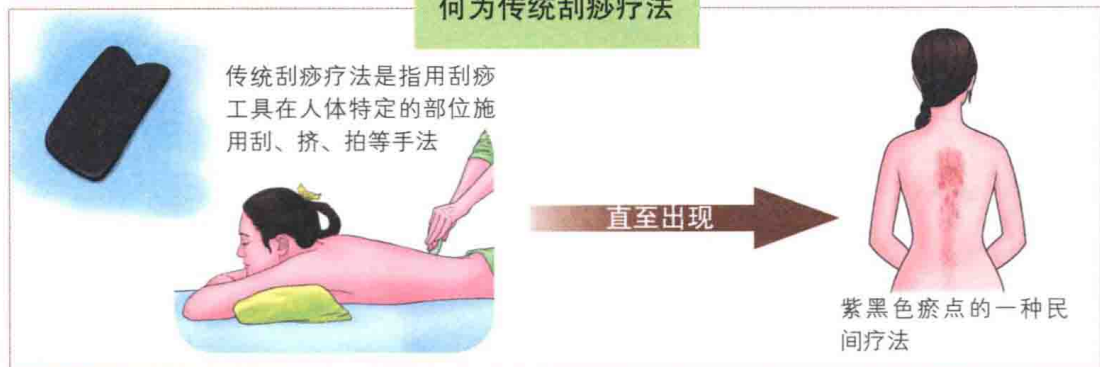 何为传统刮痧疗法
传统刮痧疗法是指用刮痧
工具在人体特定的部位施
用刮、挤、拍等手法
直至出现
紫黑色瘀点的一种民
间疗法